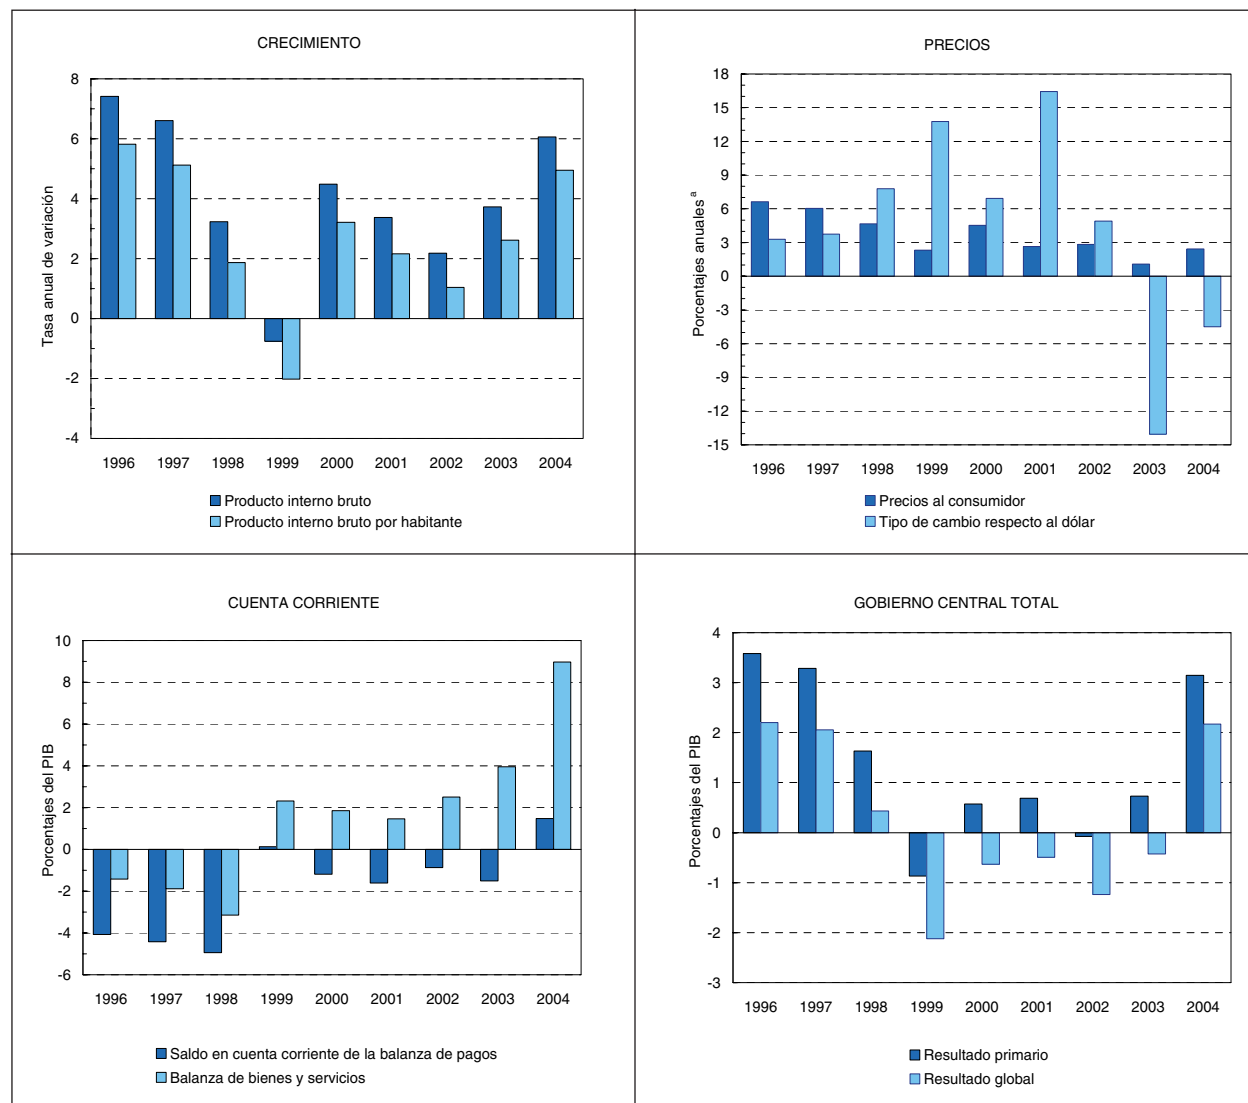 CRECIMIENTO
Tasa anual de variación
8
6
4
2
0
-2
-4
1996 1997 1998 1999 2000 2001 2002 2003 2004
Producto interno bruto
Producto interno bruto por habitante
PRECIOS
Porcentajes anuales a
18
15
12
9
6
3
0
-3
-6
-9
-12
-15
1996 1997 1998 1999 2000 2001 2002 2003 2004
Precios al consumidor
Tipo de cambio respecto al dólar
CUENTA CORRIENTE
Porcentajes del PIB
10
8
6
4
2
0
-2
-4
-6
1996 1997 1998 1999 2000 2001 2002 2003 2004
Saldo en cuenta corriente de la balanza de pagos
Balanza de bienes y servicios
GOBIERNO CENTRAL TOTAL
Porcentajes del PIB
4
3
2
1
0
-1
-2
-3
1996 1997 1998 1999 2000 2001 2002 2003 2004
Resultado primario
Resultado global